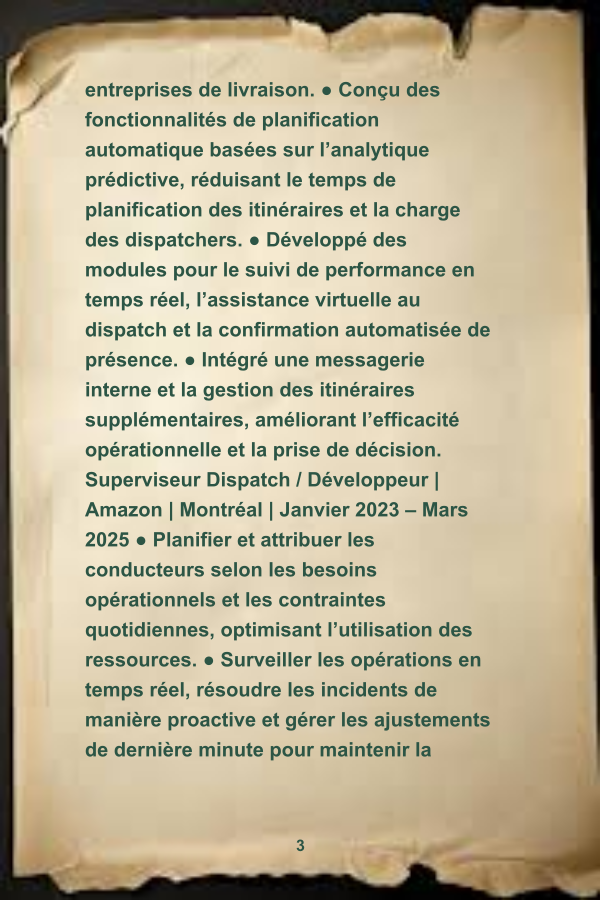 entreprises de livraison. ● Conçu des
fonctionnalités de planification
automatique basées sur l’analytique
prédictive, réduisant le temps de
planification des itinéraires et la charge
des dispatchers. ● Développé des
modules pour le suivi de performance en
temps réel, l’assistance virtuelle au
dispatch et la confirmation automatisée de
présence. ● Intégré une messagerie
interne et la gestion des itinéraires
supplémentaires, améliorant l’efficacité
opérationnelle et la prise de décision.
Superviseur Dispatch / Développeur |
Amazon | Montréal | Janvier 2023 – Mars
2025 ● Planifier et attribuer les
conducteurs selon les besoins
opérationnels et les contraintes
quotidiennes, optimisant l’utilisation des
ressources. ● Surveiller les opérations en
temps réel, résoudre les incidents de
manière proactive et gérer les ajustements
de dernière minute pour maintenir la
3